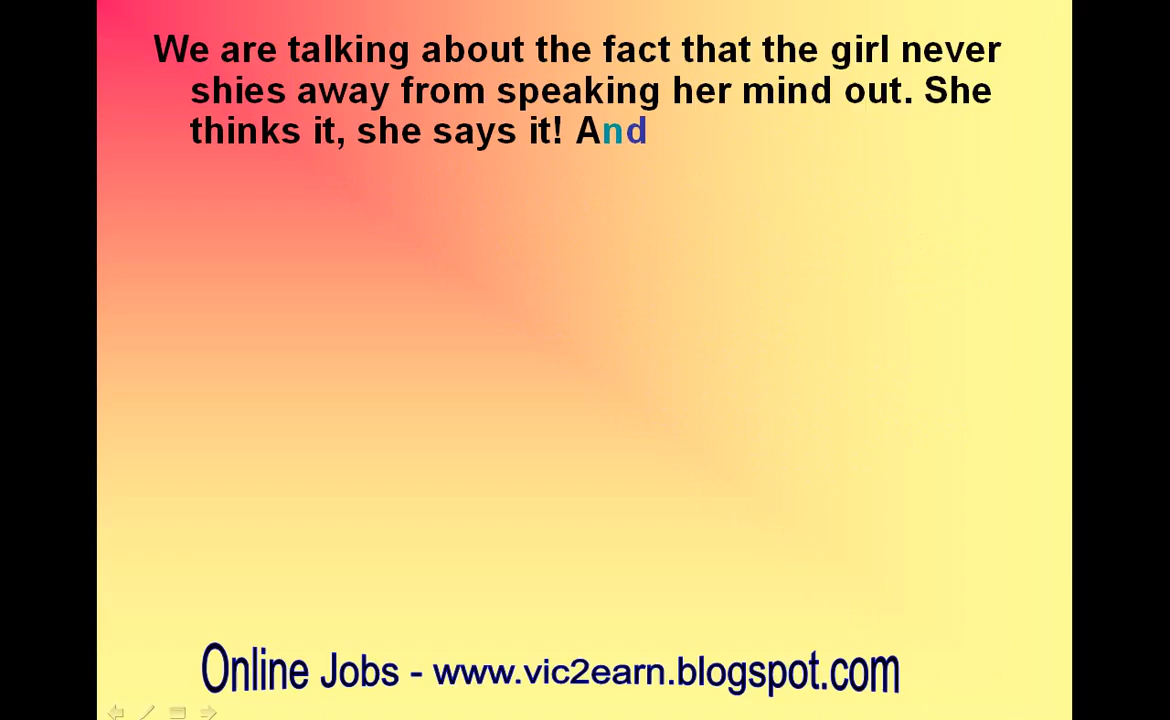 We are talking about the fact that the girl never
shies away from speaking her mind out. She
thinks it, she says it! And
Online Jobs - www.vic2earn.blogspot.com